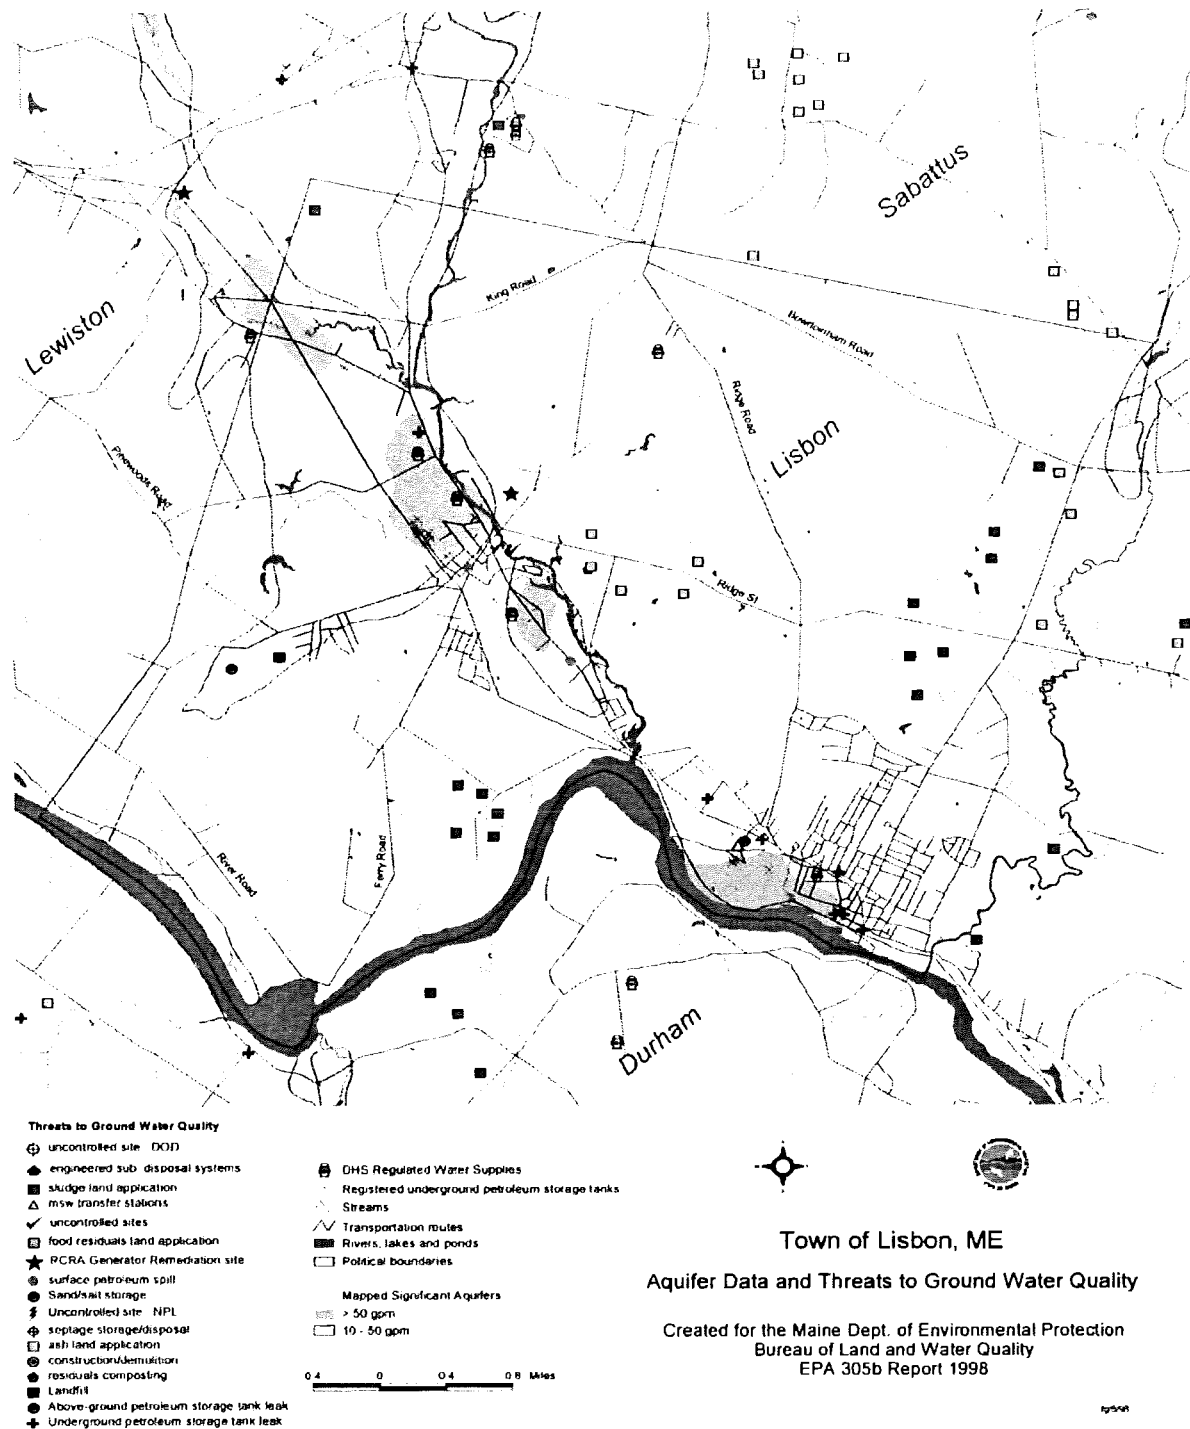 Sabattus
King Road
Lewiston
Bowdoinham Road
Ridge Road
Lisbon
Pinewoods Road
Ridge St
River Road
Ferry Road
Durham
Threats to Ground Water Quality
uncontrolled site DOD
engineered sub disposal systems
sludge land application
msw transfer stations
uncontrolled sites
food residuals land application
RCRA Generator Remediation site
surface petroleum spill
Sand/salt storage
Uncontrolled site NPL
septage storage/disposal
ash land application
construction/demolition
residuals composting
Landfill
Above-ground petroleum storage tank leak
Underground petroleum storage tank leak
DHS Regulated Water Supplies
Registered underground petroleum storage tanks
Streams
Transportation routes
Rivers, lakes and ponds
Political boundaries
Mapped Significant Aquifers
> 50 gpm
10 - 50 gpm
0 4 0 0 4 0 8 Miles
Town of Lisbon, ME
Aquifer Data and Threats to Ground Water Quality
Created for the Maine Dept. of Environmental Protection
Bureau of Land and Water Quality
EPA 305b Report 1998